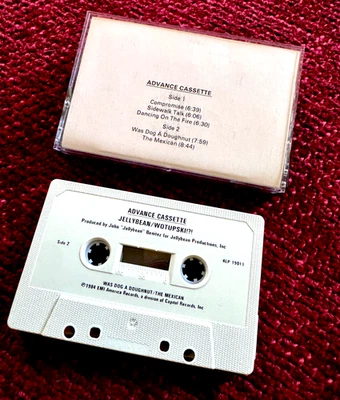 ADVANCE CASSETTE
Side 1
Compromise (6:39)
Sidewalk Talk (6:06)
Dancing On The Fire (6:30)
Side 2
Was Dog A Doughnut (7:59)
The Mexican (8:44)
ADVANCE CASSETTE
JELLYBEAN/WOTUPSKI!?!
Produced by John "Jellybean" Benitez for Jellybean Productions, Inc
Side 2
4LP 19011
WAS DOG A DOUGHNUT/THE MEXICAN
℗1984 EMI America Records, a division of Capitol Records, Inc